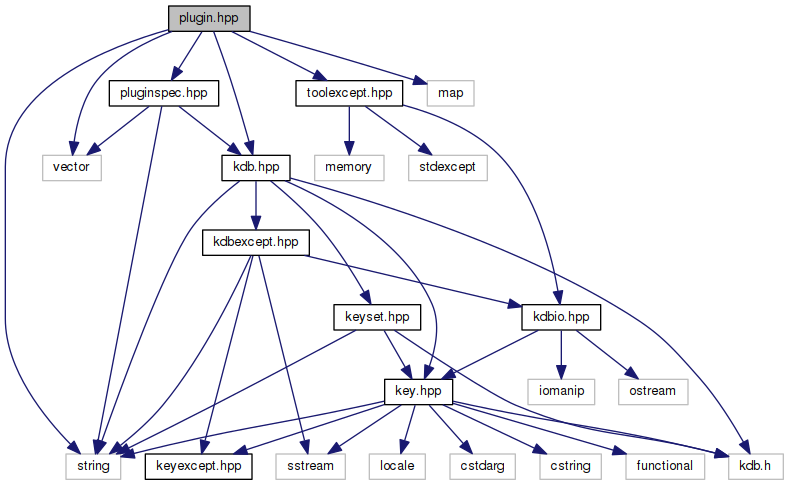 plugin.hpp
pluginspec.hpp
toolexcept.hpp
map
vector
kdb.hpp
memory
stdexcept
kdbexcept.hpp
keyset.hpp
kdbio.hpp
key.hpp
iomanip
ostream
string
keyexcept.hpp
sstream
locale
cstdarg
cstring
functional
kdb.h